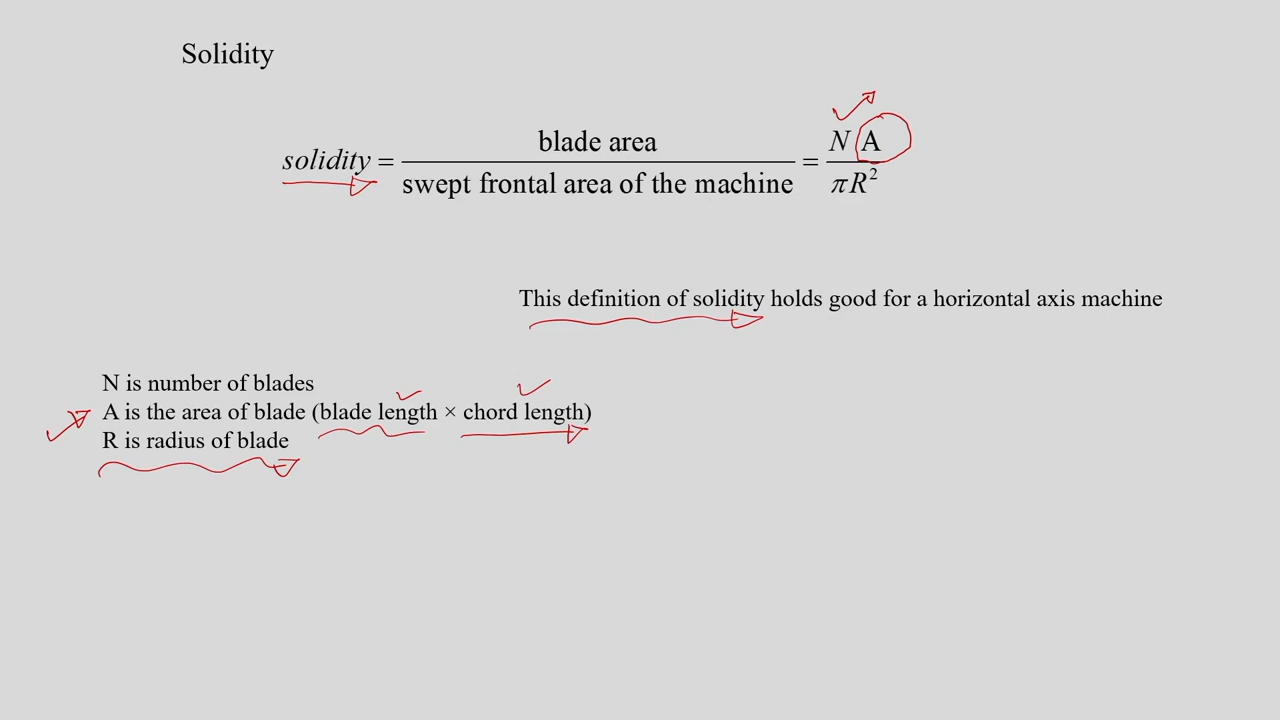 Solidity
solidity = blade area / swept frontal area of the machine = N A / πR²
This definition of solidity holds good for a horizontal axis machine
N is number of blades
A is the area of blade (blade length × chord length)
R is radius of blade